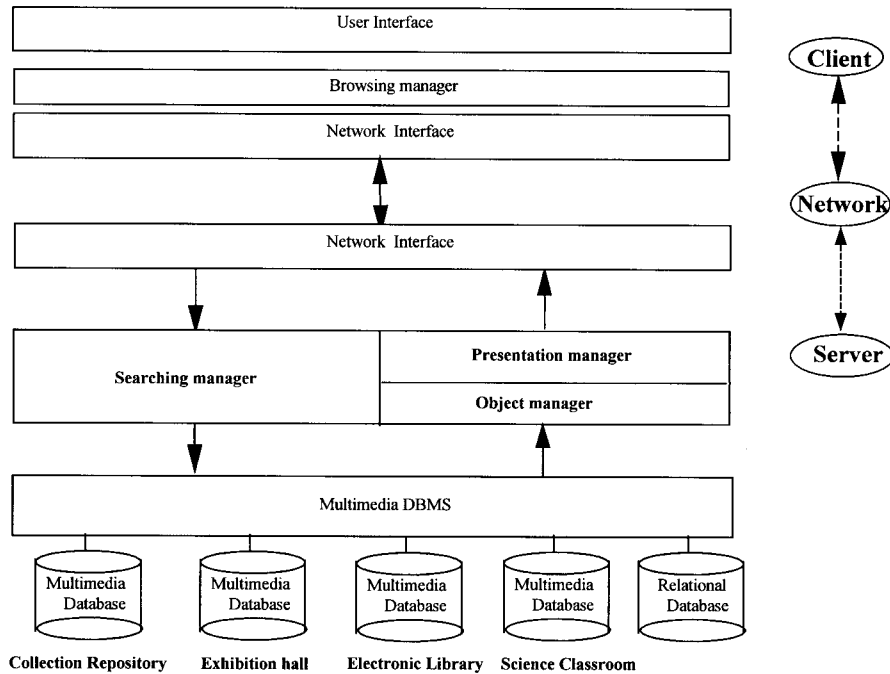 User Interface
Client
Browsing manager
Network Interface
Network
Network Interface
Server
Searching manager
Presentation manager
Object manager
Multimedia DBMS
Multimedia
Database
Multimedia
Database
Multimedia
Database
Multimedia
Database
Relational
Database
Collection Repository
Exhibition hall
Electronic Library
Science Classroom